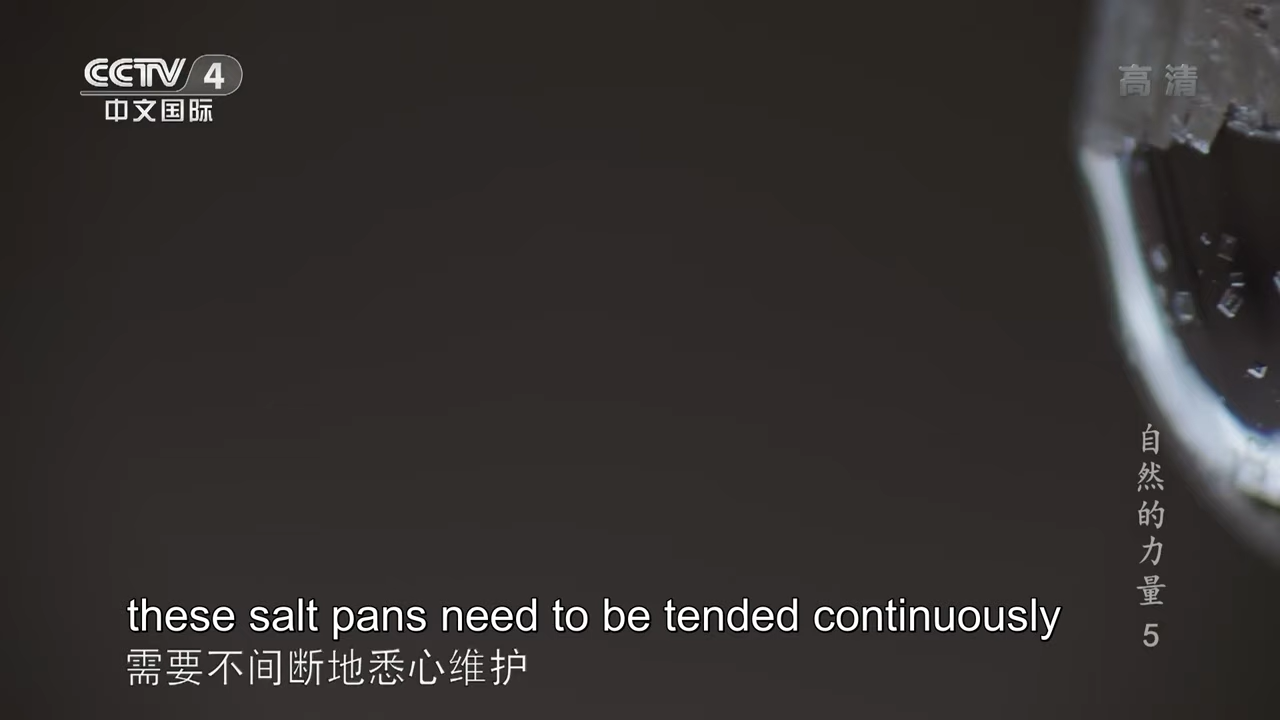 CCTV 4
中文国际
高清
自然的力量 5
these salt pans need to be tended continuously
需要不间断地悉心维护